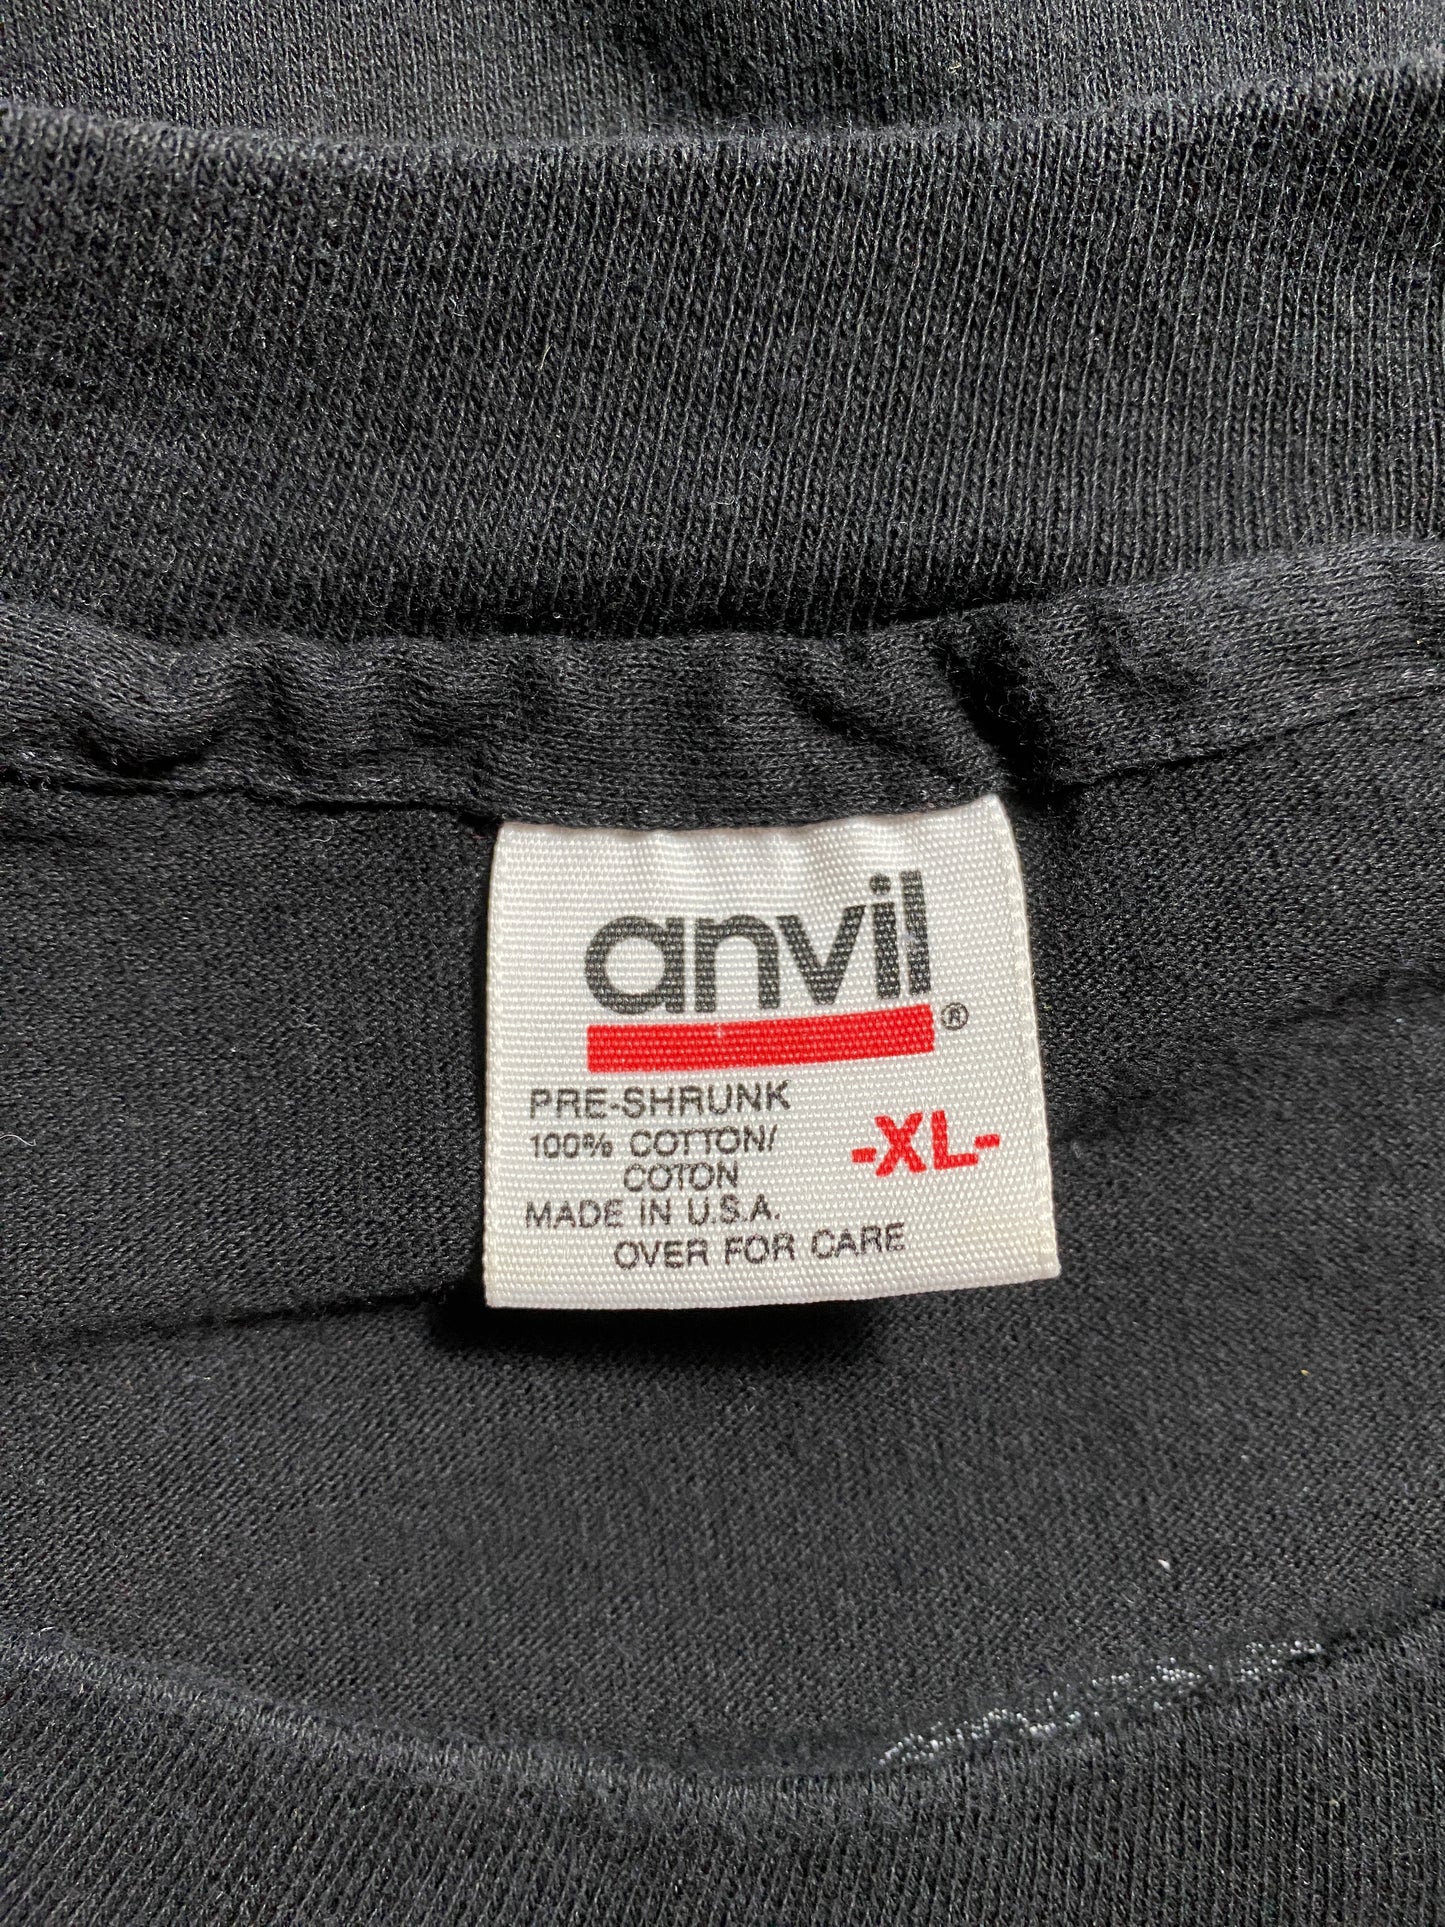 anvil®
PRE-SHRUNK
100% COTTON/
COTON
-XL-
MADE IN U.S.A.
OVER FOR CARE